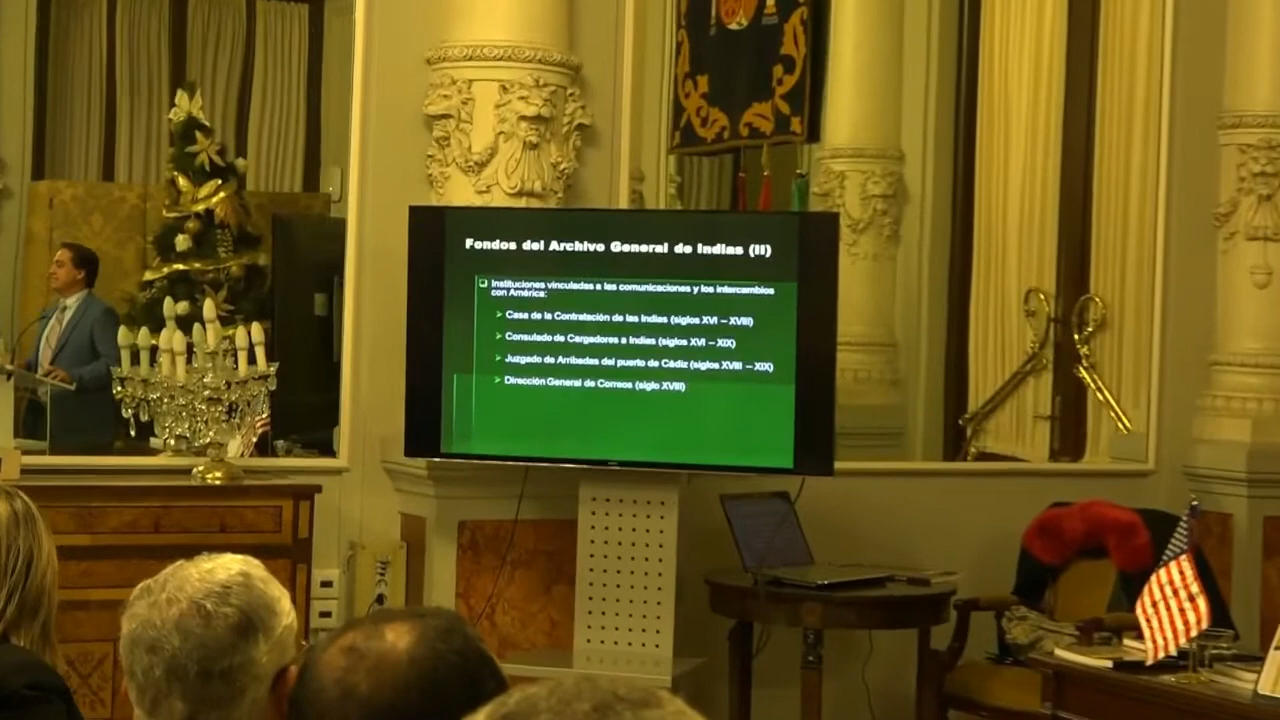 Fondos del Archivo General de Indias (II)
Instituciones vinculadas a las comunicaciones y los intercambios
con América:
Casa de la Contratación de las Indias (siglos XVI – XVIII)
Consulado de Cargadores a Indias (siglos XVI – XIX)
Juzgado de Arribadas del puerto de Cádiz (siglos XVIII – XIX)
Dirección General de Correos (siglo XVIII)